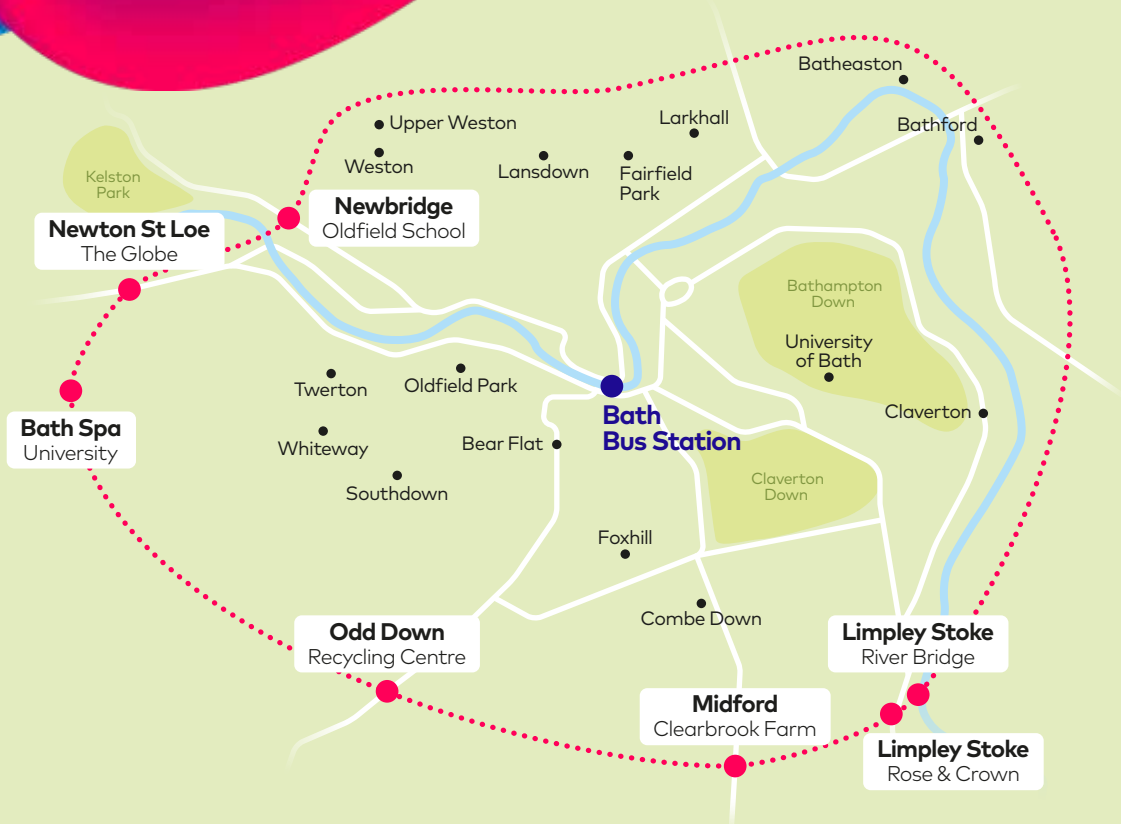 Batheaston
Larkhall
Upper Weston
Bathford
Weston
Lansdown
Fairfield
Park
Kelston
Park
Newbridge
Oldfield School
Newton St Loe
The Globe
Bathampton
Down
University
of Bath
Twerton
Oldfield Park
Claverton
Bath
Bus Station
Bath Spa
University
Whiteway
Bear Flat
Southdown
Claverton
Down
Foxhill
Combe Down
Odd Down
Recycling Centre
Limpley Stoke
River Bridge
Midford
Clearbrook Farm
Limpley Stoke
Rose & Crown